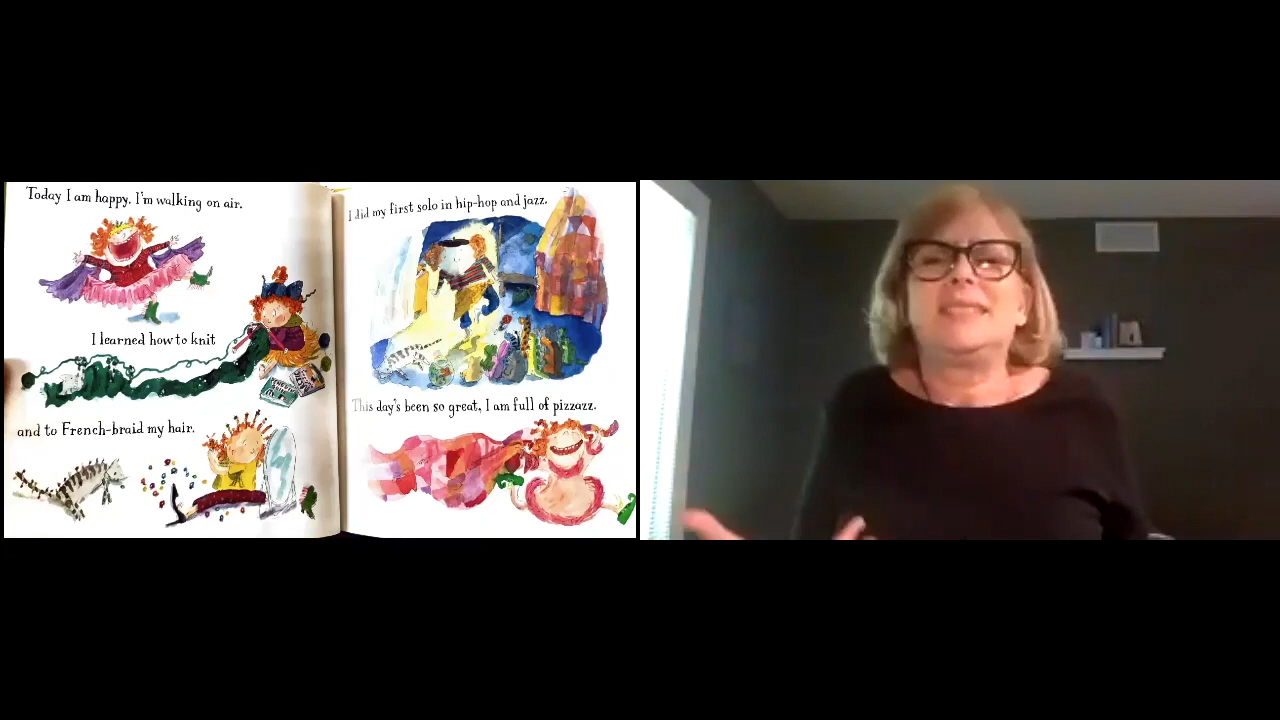 Today I am happy. I'm walking on air.
I learned how to knit
and to French-braid my hair.
I did my first solo in hip-hop and jazz.
This day's been so great, I am full of pizzazz.